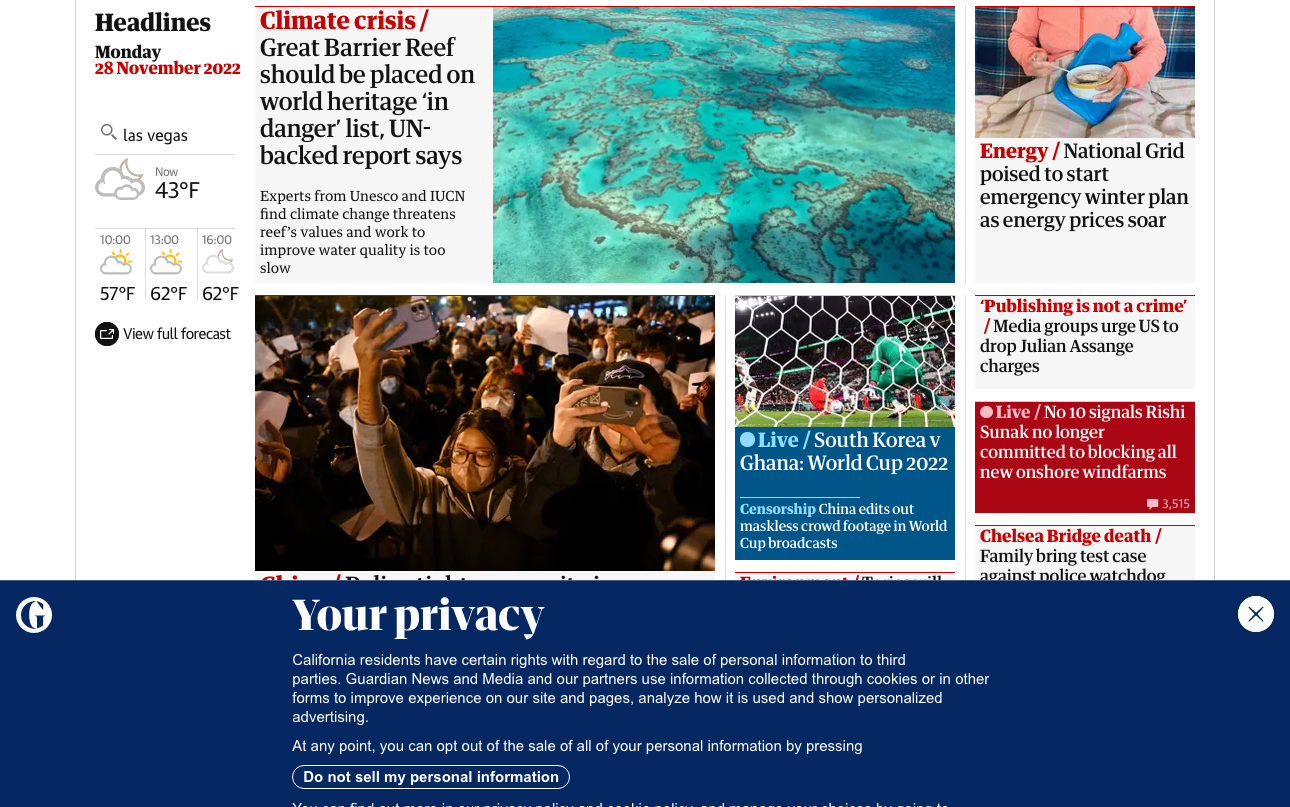 Headlines
Monday
28 November 2022
las vegas
Now
43°F
10:00
13:00
16:00
57°F
62°F
62°F
View full forecast
Climate crisis /
Great Barrier Reef
should be placed on
world heritage ‘in
danger’ list, UN-
backed report says
Experts from Unesco and IUCN
find climate change threatens
reef’s values and work to
improve water quality is too
slow
Energy / National Grid
poised to start
emergency winter plan
as energy prices soar
Live / South Korea v
Ghana: World Cup 2022
Censorship China edits out
maskless crowd footage in World
Cup broadcasts
‘Publishing is not a crime’
/ Media groups urge US to
drop Julian Assange
charges
Live / No 10 signals Rishi
Sunak no longer
committed to blocking all
new onshore windfarms
3,515
Chelsea Bridge death /
Family bring test case
against police watchdog
Your privacy
California residents have certain rights with regard to the sale of personal information to third
parties. Guardian News and Media and our partners use information collected through cookies or in other
forms to improve experience on our site and pages, analyze how it is used and show personalized
advertising.
At any point, you can opt out of the sale of all of your personal information by pressing
Do not sell my personal information